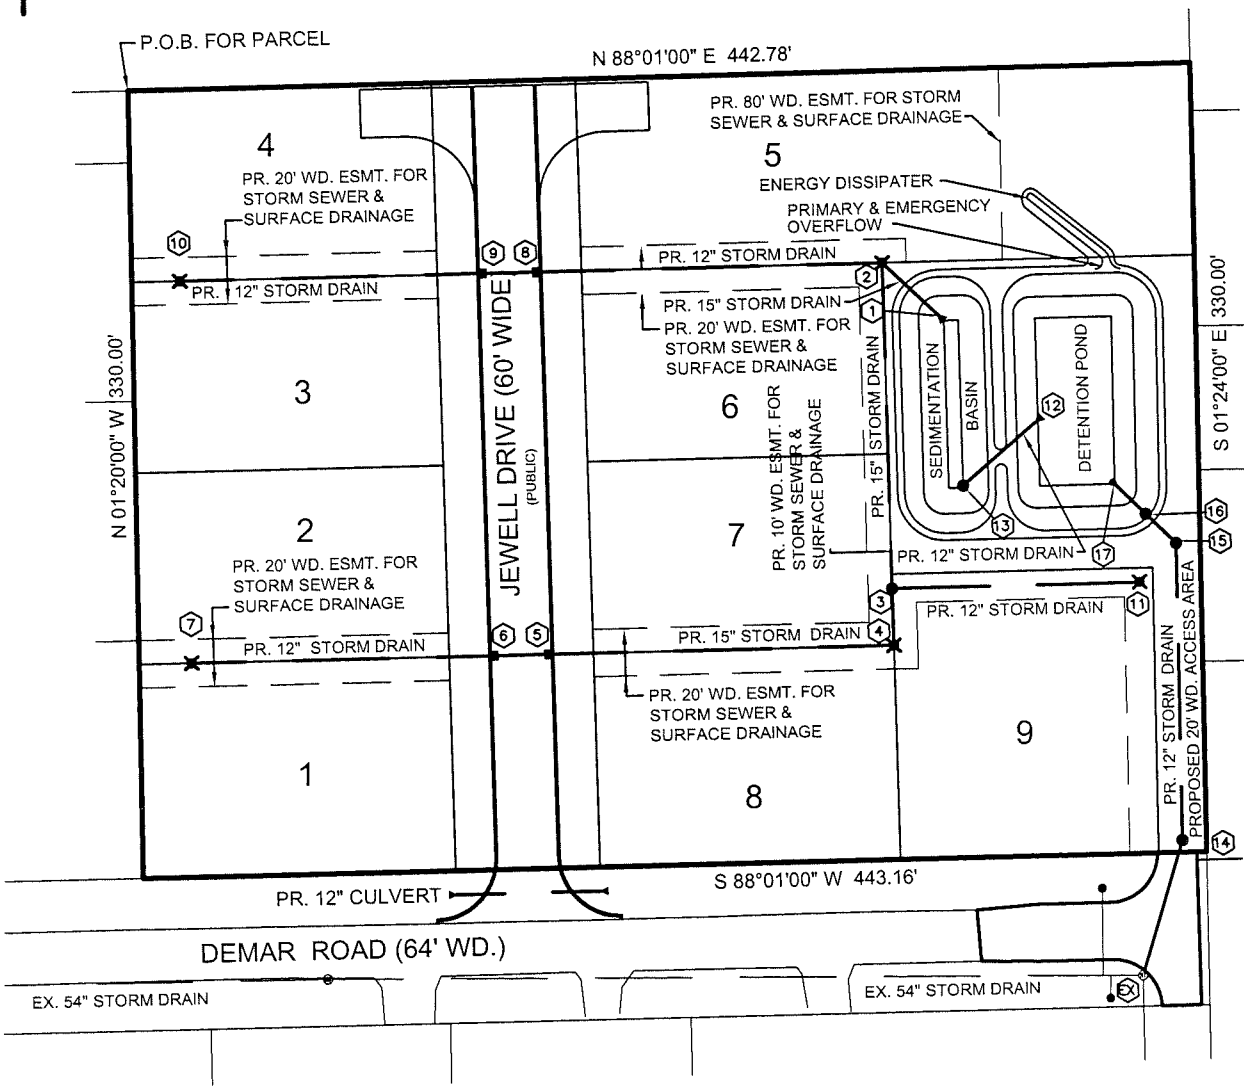 P.O.B. FOR PARCEL
N 88°01'00" E 442.78'
PR. 80' WD. ESMT. FOR STORM
SEWER & SURFACE DRAINAGE
4
5
PR. 20' WD. ESMT. FOR
STORM SEWER &
SURFACE DRAINAGE
ENERGY DISSIPATER
PRIMARY & EMERGENCY
OVERFLOW
10
9
8
PR. 12" STORM DRAIN
2
PR. 12" STORM DRAIN
PR. 15" STORM DRAIN
1
PR. 20' WD. ESMT. FOR
STORM SEWER &
SURFACE DRAINAGE
N 01°20'00" W 330.00'
S 01°24'00" E 330.00'
JEWELL DRIVE (60' WIDE)
(PUBLIC)
3
6
PR. 10' WD. ESMT. FOR
STORM SEWER &
SURFACE DRAINAGE
PR. 15" STORM DRAIN
SEDIMENTATION
BASIN
DETENTION POND
12
2
7
13
16
15
17
PR. 12" STORM DRAIN
PR. 20' WD. ESMT. FOR
STORM SEWER &
SURFACE DRAINAGE
3
PR. 12" STORM DRAIN
11
7
6
5
4
PR. 12" STORM DRAIN
PR. 15" STORM DRAIN
PR. 20' WD. ESMT. FOR
STORM SEWER &
SURFACE DRAINAGE
PR. 12" STORM DRAIN
PROPOSED 20' WD. ACCESS AREA
1
8
9
14
S 88°01'00" W 443.16'
PR. 12" CULVERT
DEMAR ROAD (64' WD.)
EX. 54" STORM DRAIN
EX. 54" STORM DRAIN
EX